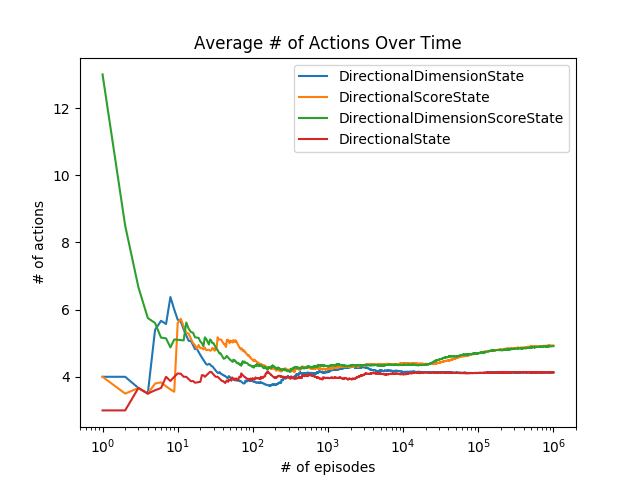 Average # of Actions Over Time
DirectionalDimensionState
DirectionalScoreState
DirectionalDimensionScoreState
DirectionalState
# of actions
12
10
8
6
4
10^0 10^1 10^2 10^3 10^4 10^5 10^6
# of episodes